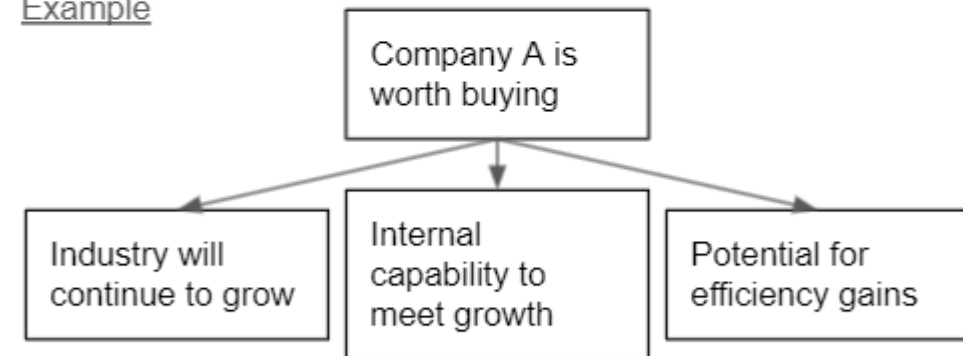 Example
Company A is
worth buying
Industry will
continue to grow
Internal
capability to
meet growth
Potential for
efficiency gains